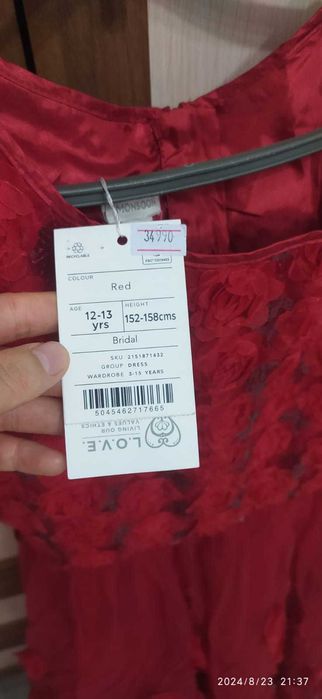 MONSOON
34990
RECYCLABLE
COLOUR
Red
AGE
12-13
yrs
HEIGHT
152-158cms
Bridal
SKU 2151871432
GROUP DRESS
WARDROBE 3-15 YEARS
5045462717665
L.O.V.E.
LIVING OUR
VALUES & ETHICS
2024/8/23 21:37